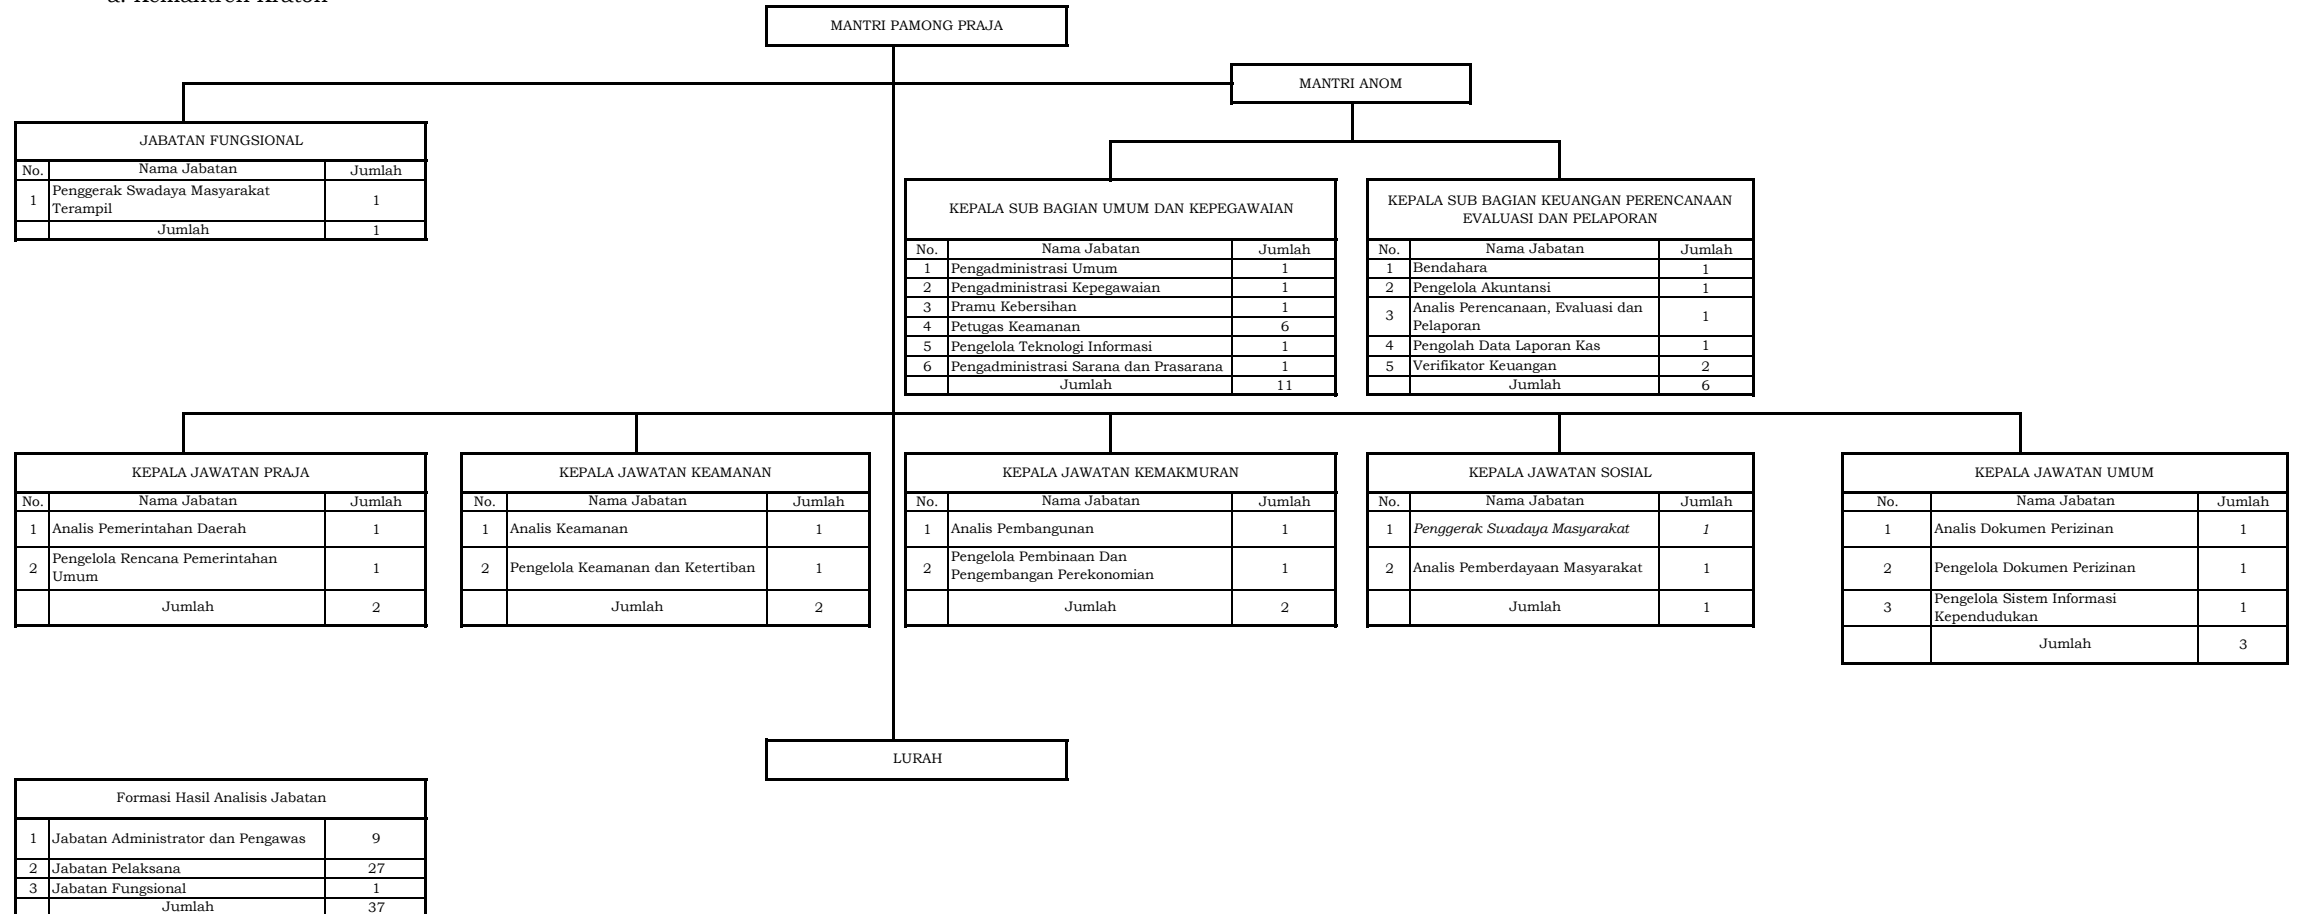 a. Kemantren Kraton
MANTRI PAMONG PRAJA
MANTRI ANOM
JABATAN FUNGSIONAL
No. Nama Jabatan Jumlah
1 Penggerak Swadaya Masyarakat
Terampil 1
Jumlah 1
KEPALA SUB BAGIAN UMUM DAN KEPEGAWAIAN
No. Nama Jabatan Jumlah
1 Pengadministrasi Umum 1
2 Pengadministrasi Kepegawaian 1
3 Pramu Kebersihan 1
4 Petugas Keamanan 6
5 Pengelola Teknologi Informasi 1
6 Pengadministrasi Sarana dan Prasarana 1
Jumlah 11
KEPALA SUB BAGIAN KEUANGAN PERENCANAAN
EVALUASI DAN PELAPORAN
No. Nama Jabatan Jumlah
1 Bendahara 1
2 Pengelola Akuntansi 1
3 Analis Perencanaan, Evaluasi dan
Pelaporan 1
4 Pengolah Data Laporan Kas 1
5 Verifikator Keuangan 2
Jumlah 6
KEPALA JAWATAN PRAJA
No. Nama Jabatan Jumlah
1 Analis Pemerintahan Daerah 1
2 Pengelola Rencana Pemerintahan
Umum 1
Jumlah 2
KEPALA JAWATAN KEAMANAN
No. Nama Jabatan Jumlah
1 Analis Keamanan 1
2 Pengelola Keamanan dan Ketertiban 1
Jumlah 2
KEPALA JAWATAN KEMAKMURAN
No. Nama Jabatan Jumlah
1 Analis Pembangunan 1
2 Pengelola Pembinaan Dan
Pengembangan Perekonomian 1
Jumlah 2
KEPALA JAWATAN SOSIAL
No. Nama Jabatan Jumlah
1 Penggerak Swadaya Masyarakat 1
2 Analis Pemberdayaan Masyarakat 1
Jumlah 1
KEPALA JAWATAN UMUM
No. Nama Jabatan Jumlah
1 Analis Dokumen Perizinan 1
2 Pengelola Dokumen Perizinan 1
3 Pengelola Sistem Informasi
Kependudukan 1
Jumlah 3
LURAH
Formasi Hasil Analisis Jabatan
1 Jabatan Administrator dan Pengawas 9
2 Jabatan Pelaksana 27
3 Jabatan Fungsional 1
Jumlah 37